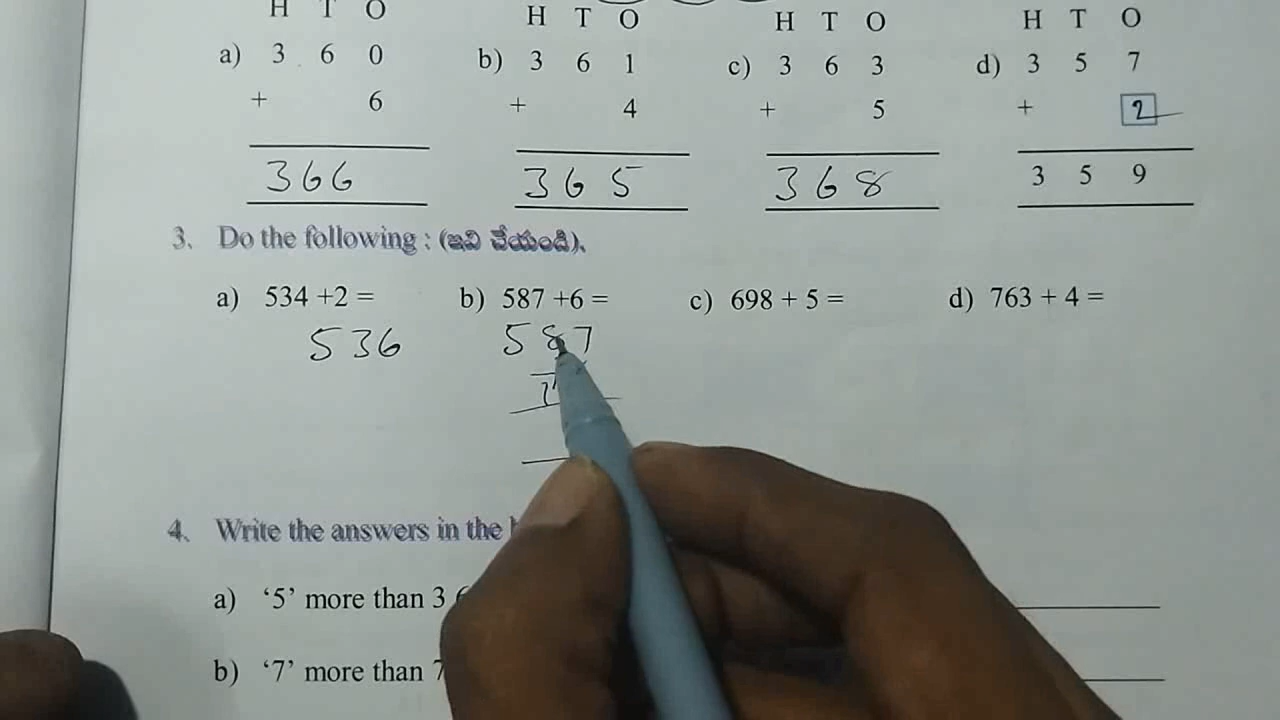 H T O H T O H T O H T O
a) 3 6 0 b) 3 6 1 c) 3 6 3 d) 3 5 7
+ 6 + 4 + 5 + 2
366 365 368 3 5 9
3. Do the following : (ఇవి చేయండి).
a) 534 +2 = b) 587 +6 = c) 698 + 5 = d) 763 + 4 =
536 587
4. Write the answers in the
a) ‘5’ more than 3
b) ‘7’ more than 7